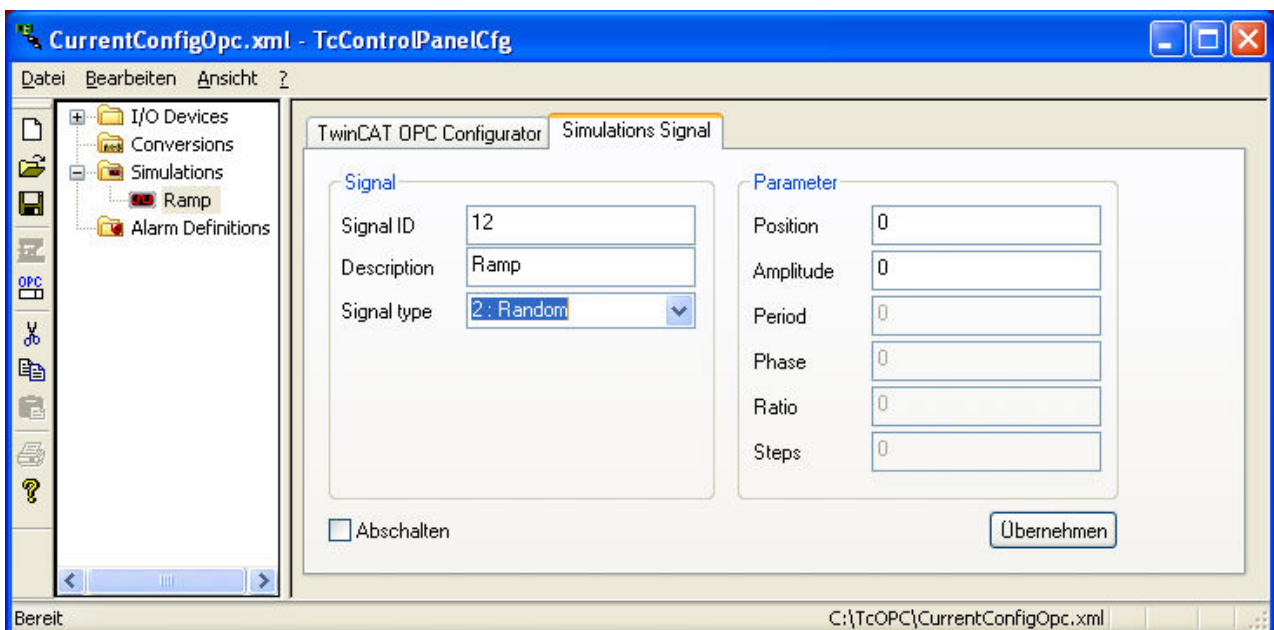 CurrentConfigOpc.xml - TcControlPanelCfg
Datei Bearbeiten Ansicht ?
I/O Devices
Conversions
Simulations
Ramp
Alarm Definitions
OPC
TwinCAT OPC Configurator
Simulations Signal
Signal
Signal ID 12
Description Ramp
Signal type 2 : Random
Parameter
Position 0
Amplitude 0
Period 0
Phase 0
Ratio 0
Steps 0
Abschalten
Übernehmen
Bereit
C:\TcOPC\CurrentConfigOpc.xml